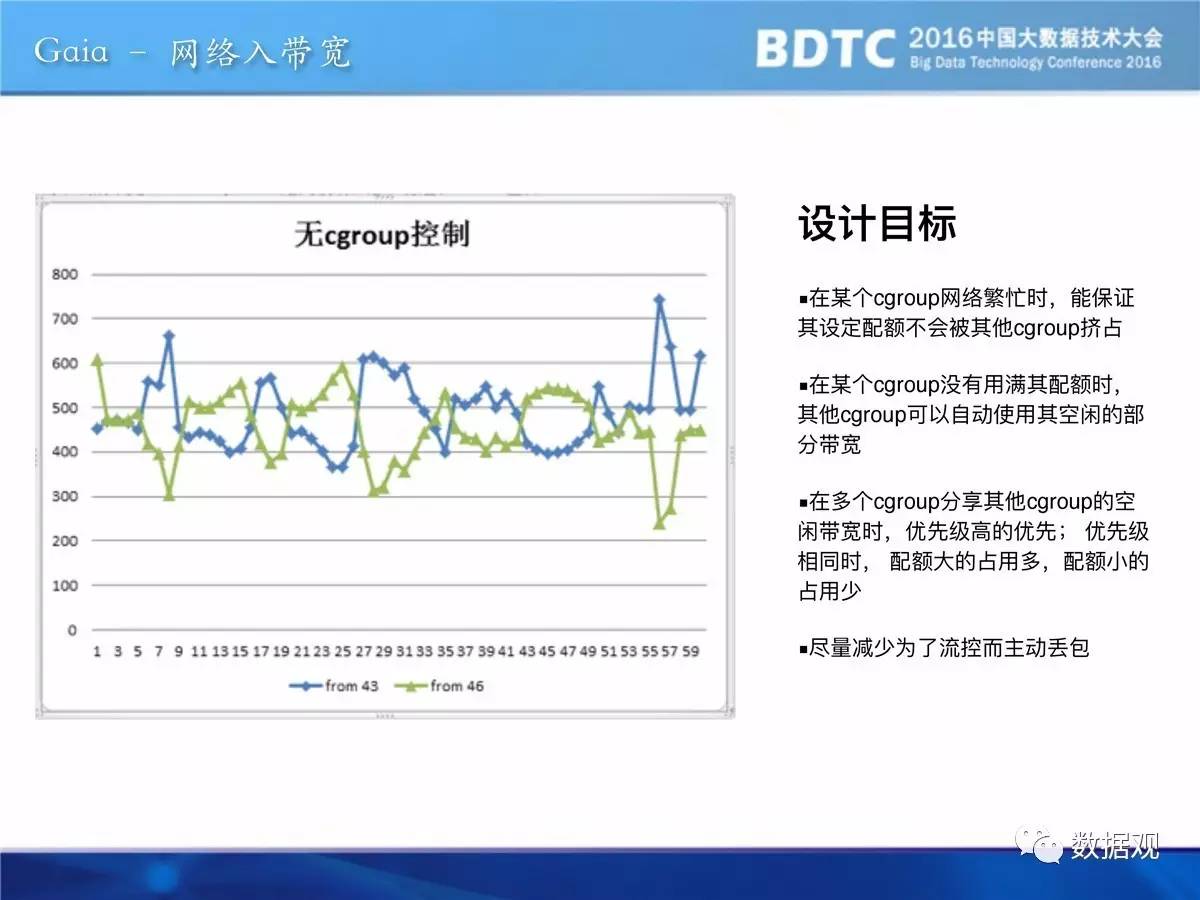 Gaia - 网络入带宽
BDTC 2016中国大数据技术大会
Big Data Technology Conference 2016
无cgroup控制
800
700
600
500
400
300
200
100
0
1 3 5 7 9 11 13 15 17 19 21 23 25 27 29 31 33 35 37 39 41 43 45 47 49 51 53 55 57 59
from 43 from 46
设计目标
▪在某个cgroup网络繁忙时，能保证
其设定配额不会被其他cgroup挤占
▪在某个cgroup没有用满其配额时，
其他cgroup可以自动使用其空闲的部
分带宽
▪在多个cgroup分享其他cgroup的空
闲带宽时，优先级高的优先； 优先级
相同时， 配额大的占用多，配额小的
占用少
▪尽量减少为了流控而主动丢包
数据观